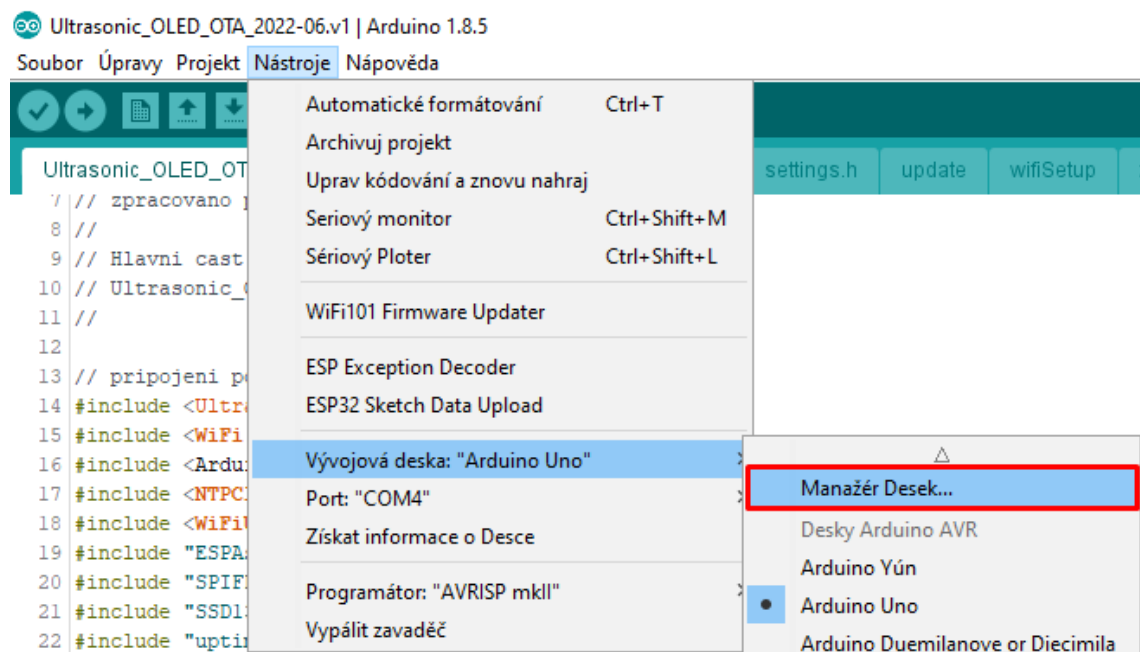 Ultrasonic_OLED_OTA_2022-06.v1 | Arduino 1.8.5
Soubor Úpravy Projekt Nástroje Nápověda
Ultrasonic_OLED_OT
settings.h update wifiSetup
Automatické formátování Ctrl+T
Archivuj projekt
Uprav kódování a znovu nahraj
Seriový monitor Ctrl+Shift+M
Sériový Ploter Ctrl+Shift+L
WiFi101 Firmware Updater
ESP Exception Decoder
ESP32 Sketch Data Upload
Vývojová deska: "Arduino Uno"
Port: "COM4"
Získat informace o Desce
Programátor: "AVRISP mkII"
Vypálit zavaděč
Manažér Desek...
Desky Arduino AVR
Arduino Yún
Arduino Uno
Arduino Duemilanove or Diecimila
7 // zpracovano
8 //
9 // Hlavni cast
10 // Ultrasonic_
11 //
12
13 // pripojeni
14 #include <Ultra
15 #include <WiFi
16 #include <Ardui
17 #include <NTPC
18 #include <WiFi
19 #include "ESPA
20 #include "SPIF
21 #include "SSD1
22 #include "upti